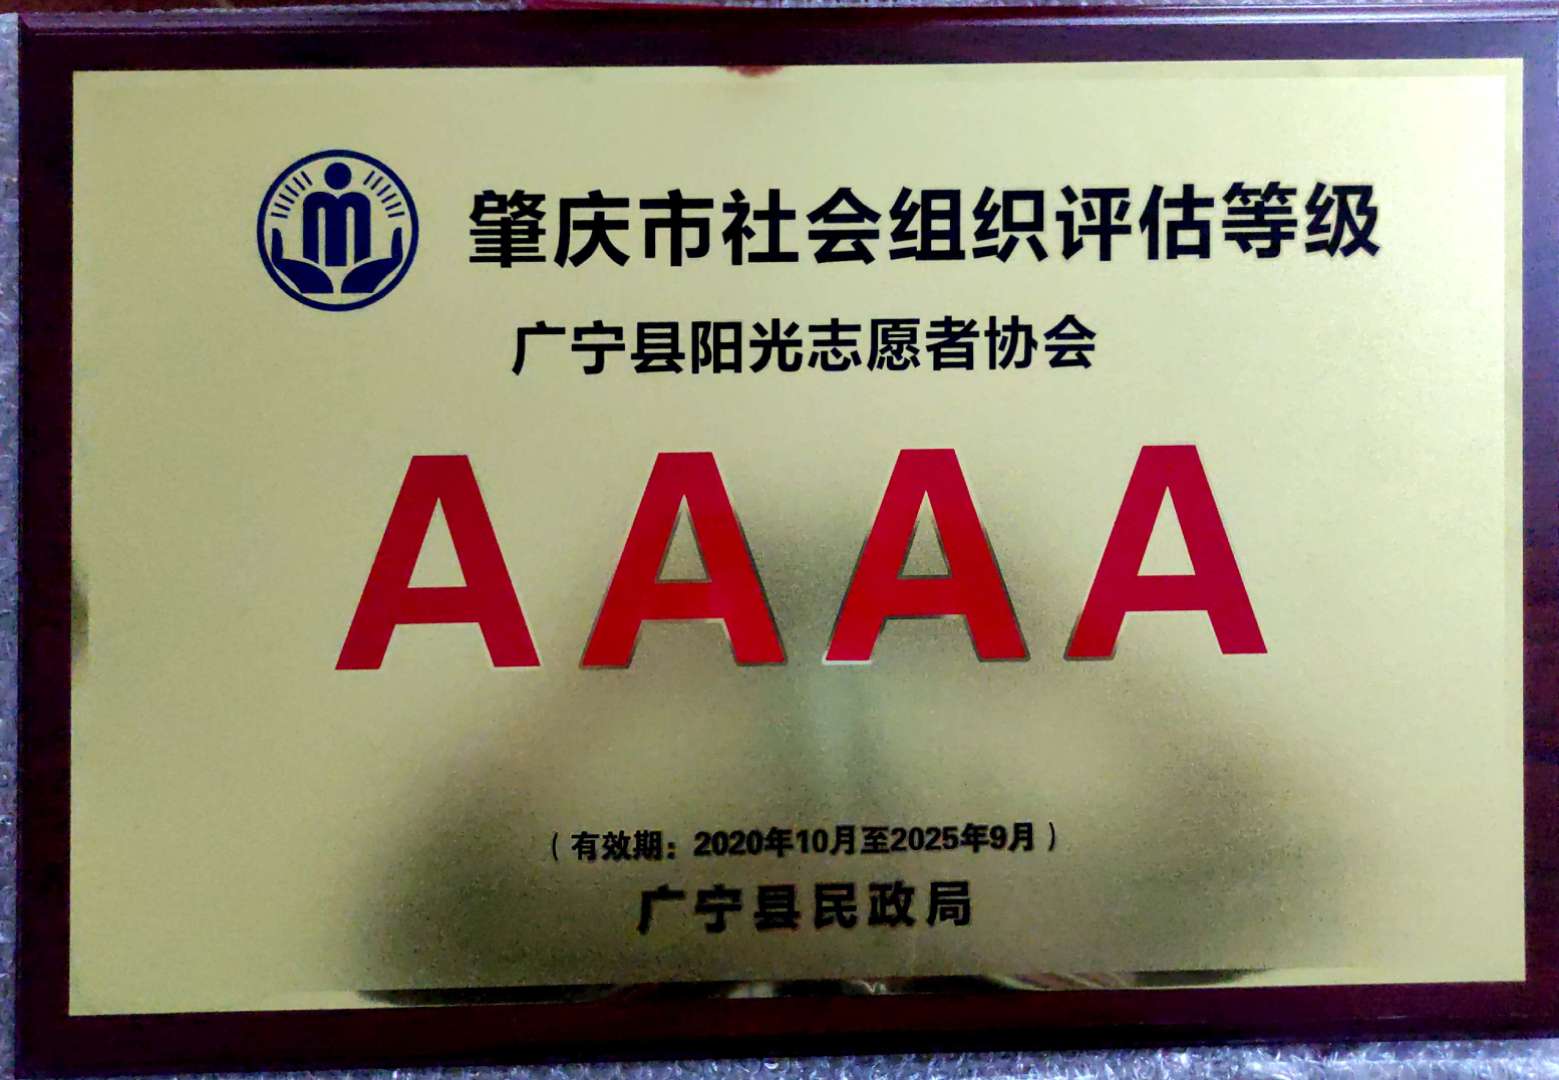 肇庆市社会组织评估等级
广宁县阳光志愿者协会
AAAA
（有效期：2020年10月至2025年9月）
广宁县民政局